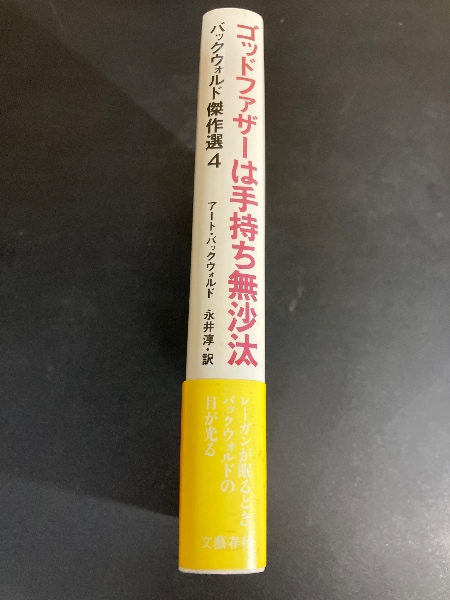 ゴッドファザーは手持ち無沙汰
バックウォルド傑作選 4
アート・バックウォルド 永井淳・訳
レーガンが眠るとき
バックウォルドの
目が光る
文藝春秋